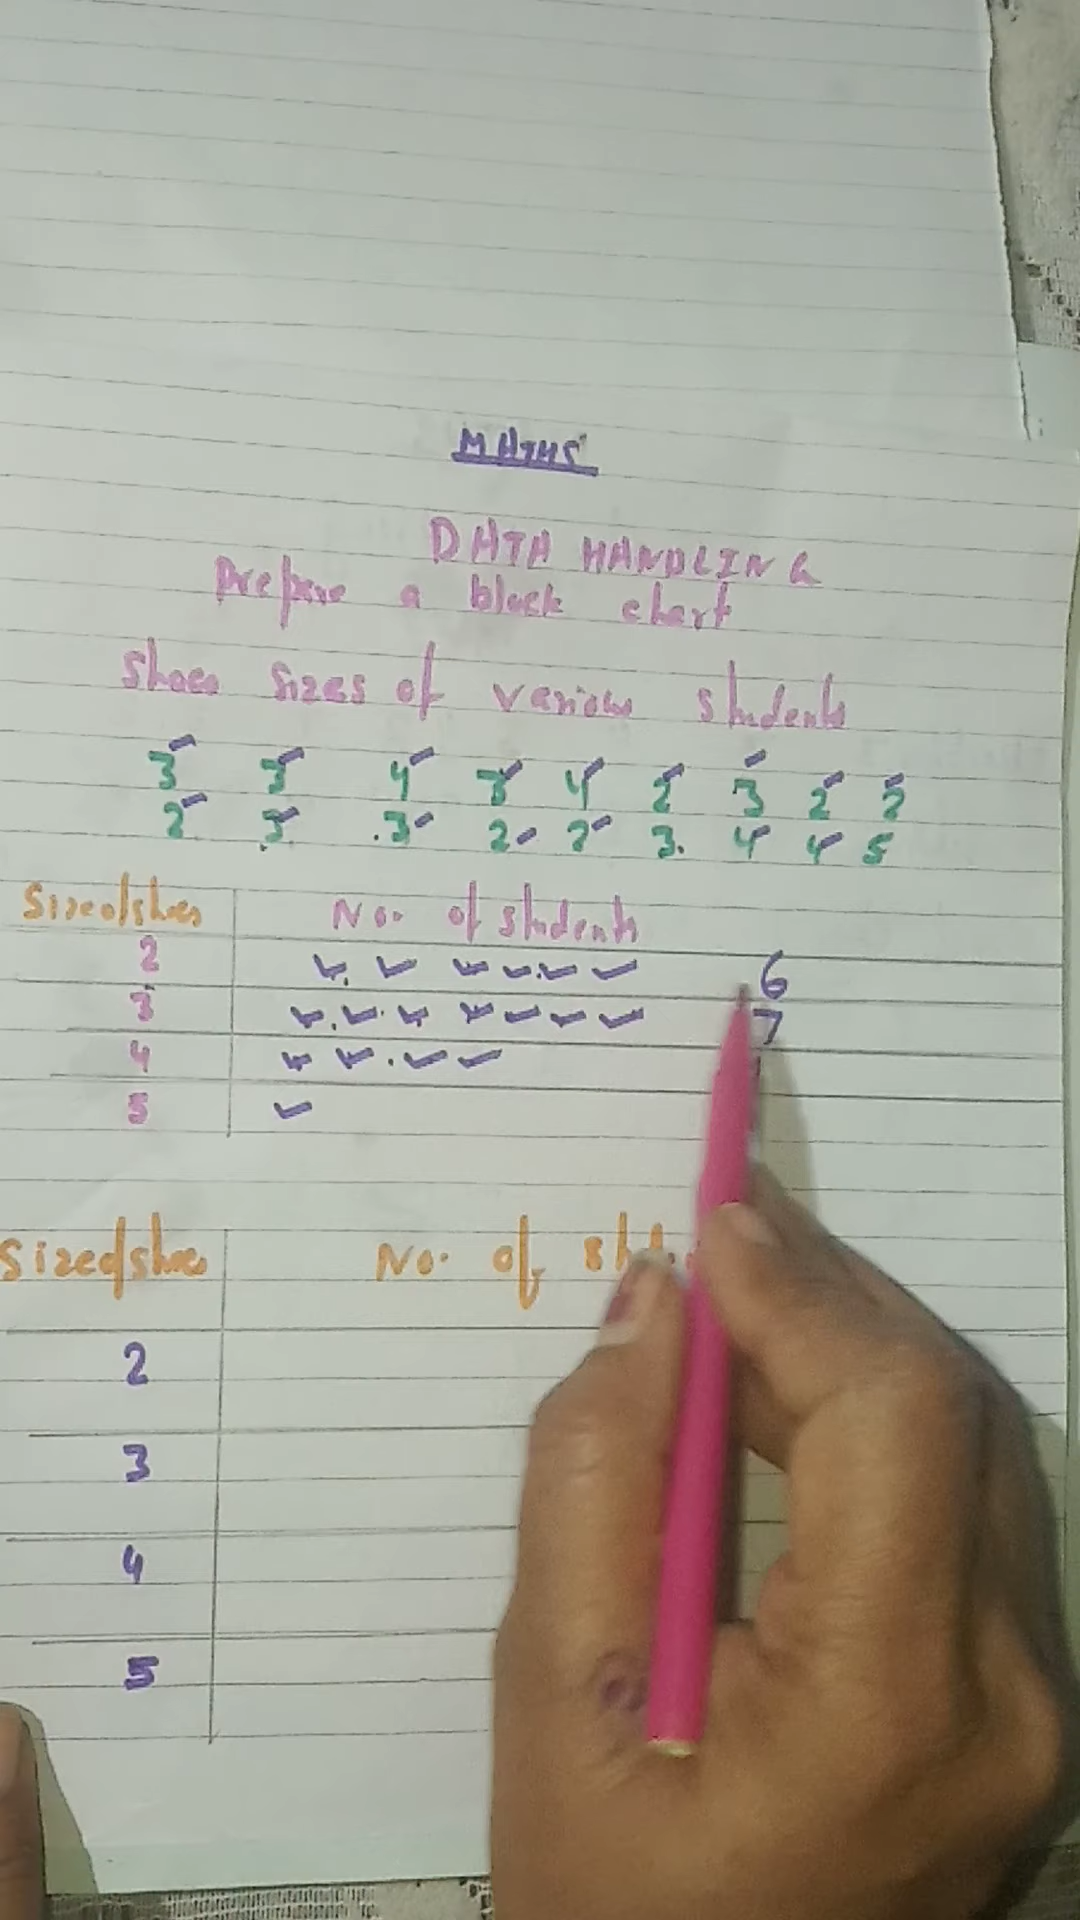 MATHS
DATA HANDLING
Prepare a block chart
Shoes sizes of various students
3 3 4 3 4 2 3 2 2
2 3 .3 2 2 3. 4 4 5
Size of shoes No. of students
2 6
3 7
4
5
Size of shoes No. of
2
3
4
5